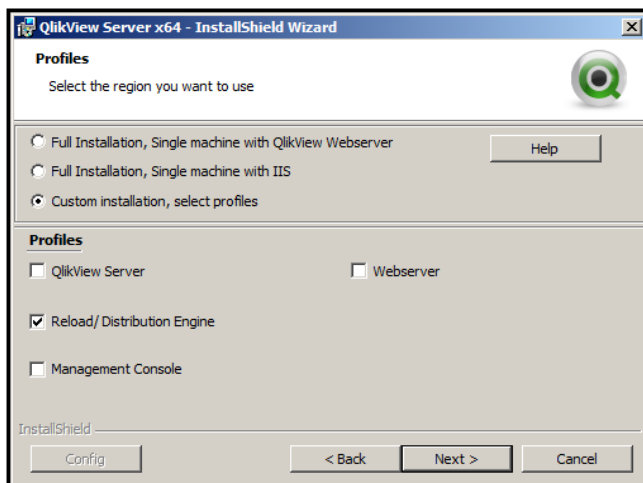 QlikView Server x64 - InstallShield Wizard
Profiles
Select the region you want to use
Full Installation, Single machine with QlikView Webserver
Help
Full Installation, Single machine with IIS
Custom installation, select profiles
Profiles
QlikView Server
Webserver
Reload/Distribution Engine
Management Console
InstallShield
Config
< Back
Next >
Cancel